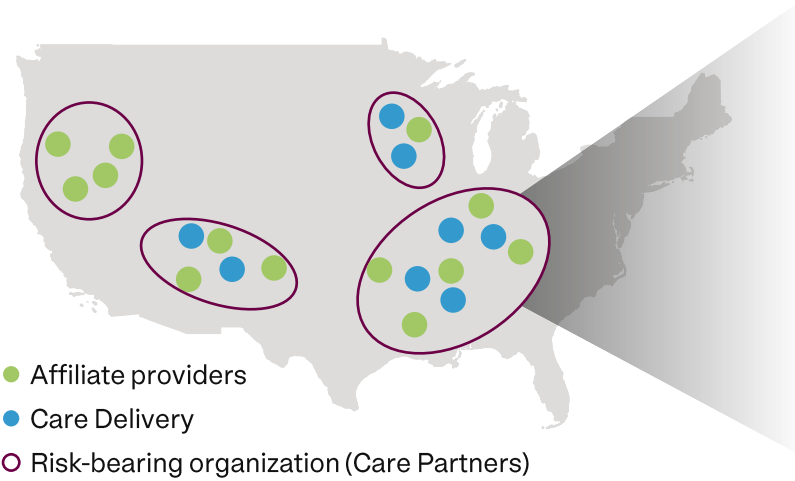 Affiliate providers
Care Delivery
Risk-bearing organization (Care Partners)